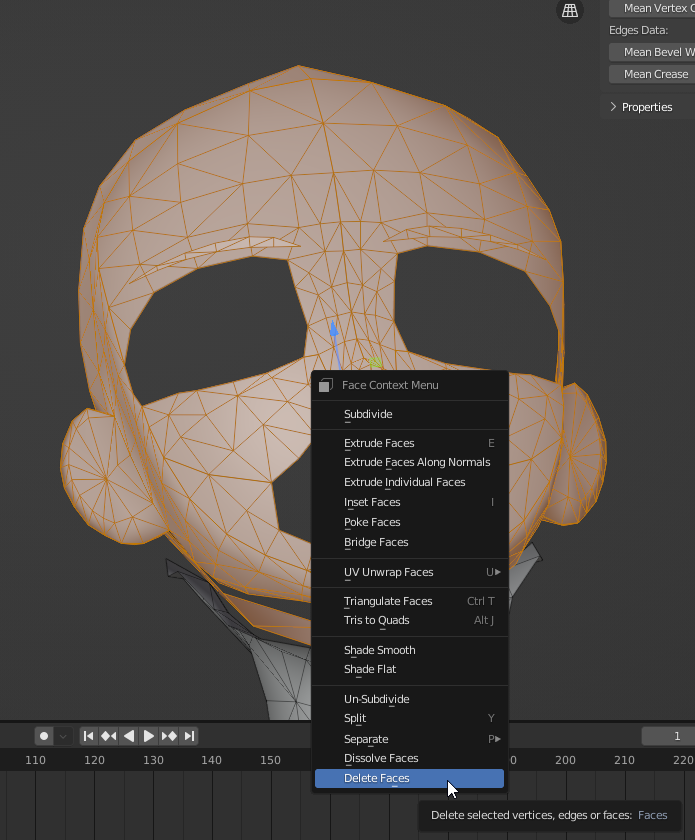 Mean Vertex C
Edges Data:
Mean Bevel W
Mean Crease
Properties
Face Context Menu
Subdivide
Extrude Faces E
Extrude Faces Along Normals
Extrude Individual Faces
Inset Faces I
Poke Faces
Bridge Faces
UV Unwrap Faces U
Triangulate Faces Ctrl T
Tris to Quads Alt J
Shade Smooth
Shade Flat
Un-Subdivide
Split Y
Separate P
Dissolve Faces
Delete Faces
1
110 120 130 140 150 0 200 210 220
Delete selected vertices, edges or faces: Faces